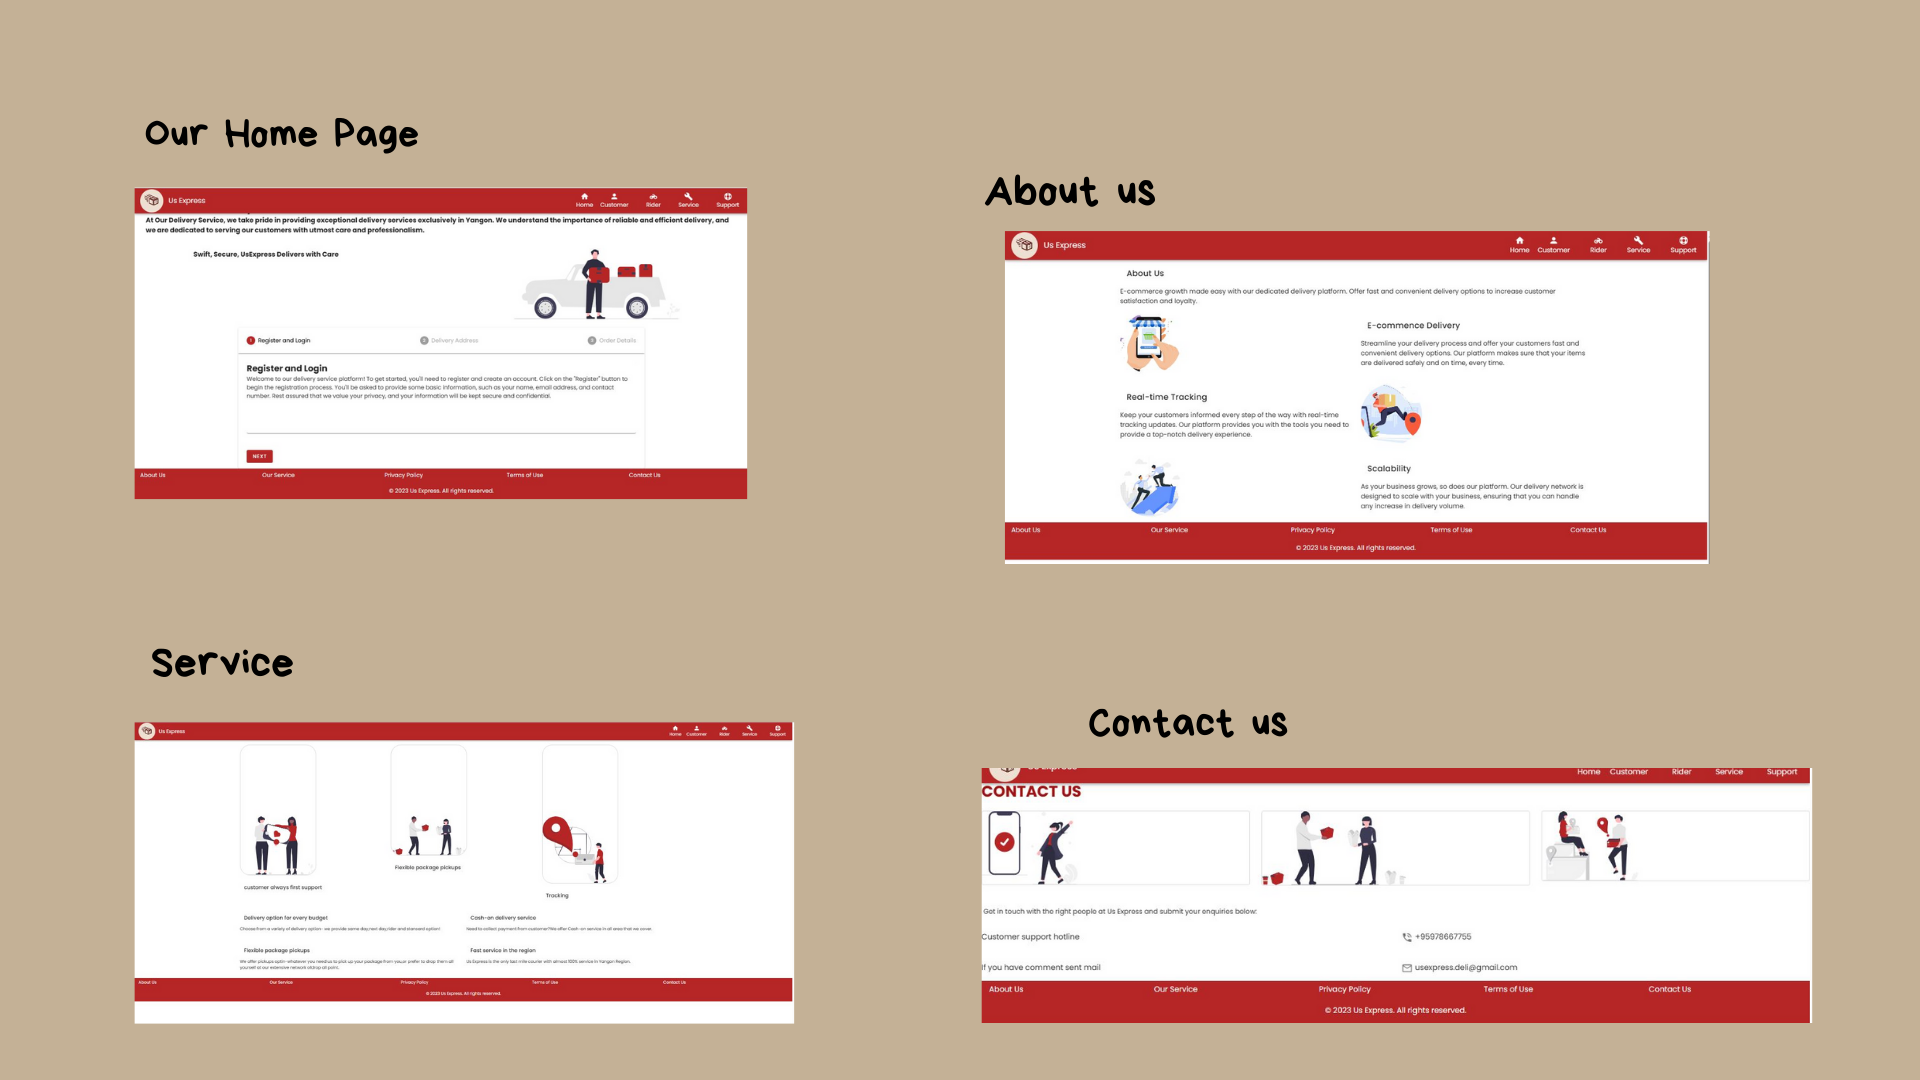 Our Home Page
Us Express
Home Customer Rider Service Support
At Our Delivery Service, we take pride in providing exceptional delivery services exclusively in Yangon. We understand the importance of reliable and efficient delivery, and
we are dedicated to serving our customers with utmost care and professionalism.
Swift, Secure, UsExpress Delivers with Care
1 Register and Login 2 Delivery Address 3 Order Details
Register and Login
Welcome to our delivery service platform! To get started, you'll need to register and create an account. Click on the "Register" button to
begin the registration process. You'll be asked to provide some basic information, such as your name, email address, and contact
number. Rest assured that we value your privacy, and your information will be kept secure and confidential.
NEXT
About Us Our Service Privacy Policy Terms of Use Contact Us
© 2023 Us Express. All rights reserved.
About us
Us Express
Home Customer Rider Service Support
About Us
E-commerce growth made easy with our dedicated delivery platform. Offer fast and convenient delivery options to increase customer
satisfaction and loyalty.
E-commence Delivery
Streamline your delivery process and offer your customers fast and
convenient delivery options. Our platform makes sure that your items
are delivered safely and on time, every time.
Real-time Tracking
Keep your customers informed every step of the way with real-time
tracking updates. Our platform provides you with the tools you need to
provide a top-notch delivery experience.
Scalability
As your business grows, so does our platform. Our delivery network is
designed to scale with your business, ensuring that you can handle
any increase in delivery volume.
About Us Our Service Privacy Policy Terms of Use Contact Us
© 2023 Us Express. All rights reserved.
Service
Us Express
Home Customer Rider Service Support
customer always first support
Flexible package pickups
Tracking
Delivery option for every budget
Choose from a variety of delivery option- we provide same day,next day,rider and standard option!
Cash-on delivery service
Need to collect payment from customer?We offer Cash-on service in all area that we cover.
Flexible package pickups
We offer pickups optin-whatever you need,us to pick up your package from you,or prefer to drop them all
yourself at our extensive network of
Fast service in the region
Us Express is the only last mile courier with almost 100% service in Yangon Region.
About Us Our Service Privacy Policy Terms of Use Contact Us
© 2023 Us Express. All rights reserved.
Contact us
Home Customer Rider Service Support
CONTACT US
Get in touch with the right people at Us Express and submit your enquiries below:
Customer support hotline +95978667755
If you have comment sent mail usexpress.deli@gmail.com
About Us Our Service Privacy Policy Terms of Use Contact Us
© 2023 Us Express. All rights reserved.